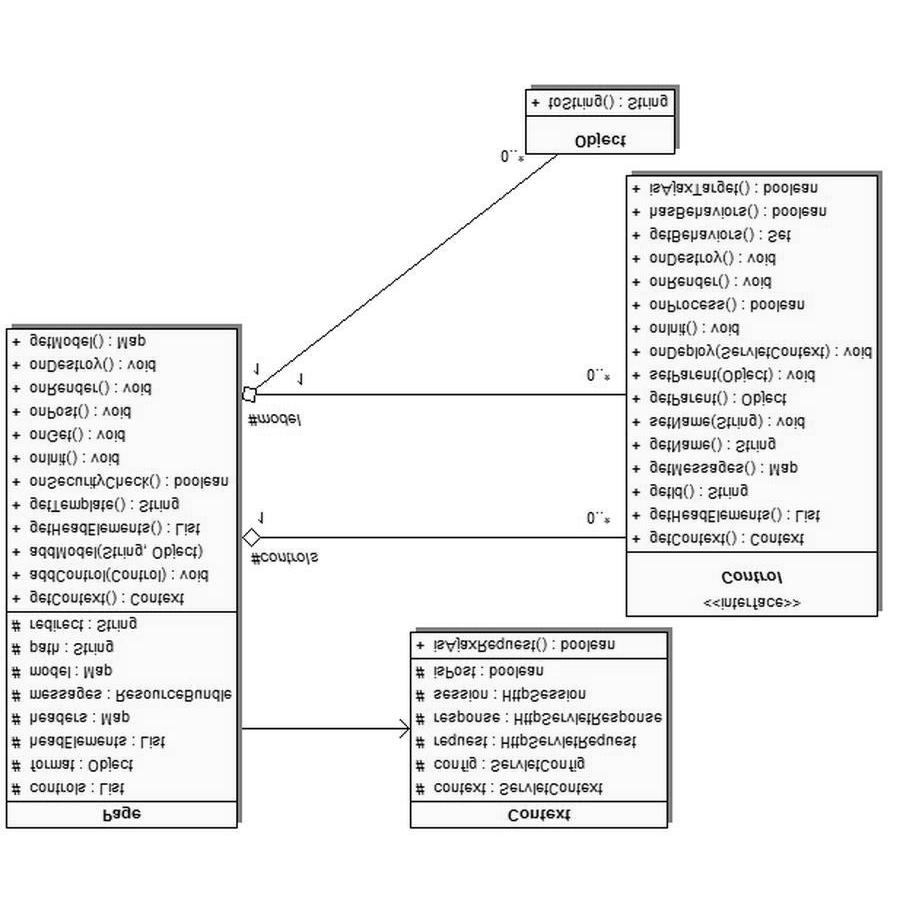 Page
# controls : List
# format : Object
# headElements : List
# headers : Map
# messages : ResourceBundle
# model : Map
# path : String
# redirect : String
+ getContext() : Context
+ addControl(Control) : void
+ addModel(String, Object)
+ getHeadElements() : List
+ getTemplate() : String
+ onSecurityCheck() : boolean
+ onInit() : void
+ onGet() : void
+ onPost() : void
+ onRender() : void
+ onDestroy() : void
+ getModel() : Map
Context
# context : ServletContext
# config : ServletConfig
# request : HttpServletRequest
# response : HttpServletResponse
# session : HttpSession
# isPost : boolean
+ isAjaxRequest() : boolean
<<interface>>
Control
+ getContext() : Context
+ getHeadElements() : List
+ getId() : String
+ getMessages() : Map
+ getName() : String
+ setName(String) : void
+ getParent() : Object
+ setParent(Object) : void
+ onDeploy(ServletContext) : void
+ onInit() : void
+ onProcess() : boolean
+ onRender() : void
+ onDestroy() : void
+ getBehaviors() : Set
+ hasBehaviors() : boolean
+ isAjaxTarget() : boolean
#controls
1
0..*
#model
1
0..*
1
0..*
Object
+ toString() : String